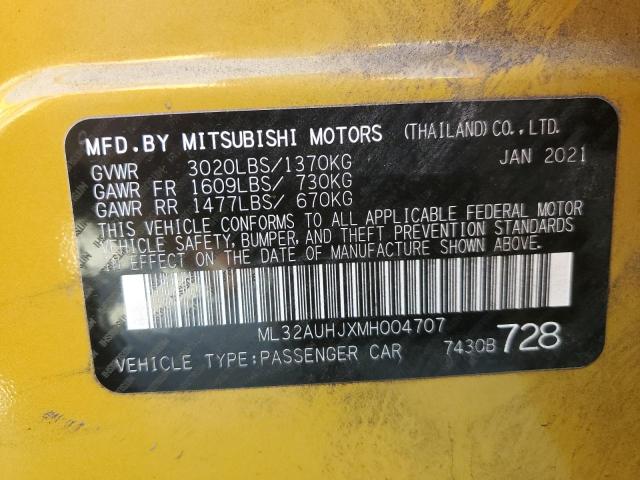 MFD.BY MITSUBISHI MOTORS (THAILAND)CO.,LTD.
GVWR 3020LBS/1370KG JAN 2021
GAWR FR 1609LBS/ 730KG
GAWR RR 1477LBS/ 670KG
THIS VEHICLE CONFORMS TO ALL APPLICABLE FEDERAL MOTOR
VEHICLE SAFETY, BUMPER, AND THEFT PREVENTION STANDARDS
IN EFFECT ON THE DATE OF MANUFACTURE SHOWN ABOVE.
ML32AUHJXMH004707
VEHICLE TYPE:PASSENGER CAR 7430B 728